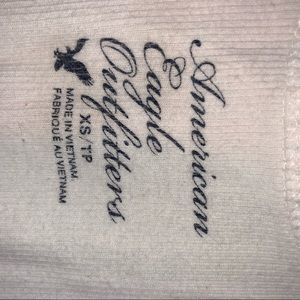 American
Eagle
Outfitters
XS/TP
MADE IN VIETNAM
FABRIQUÉ AU VIETNAM